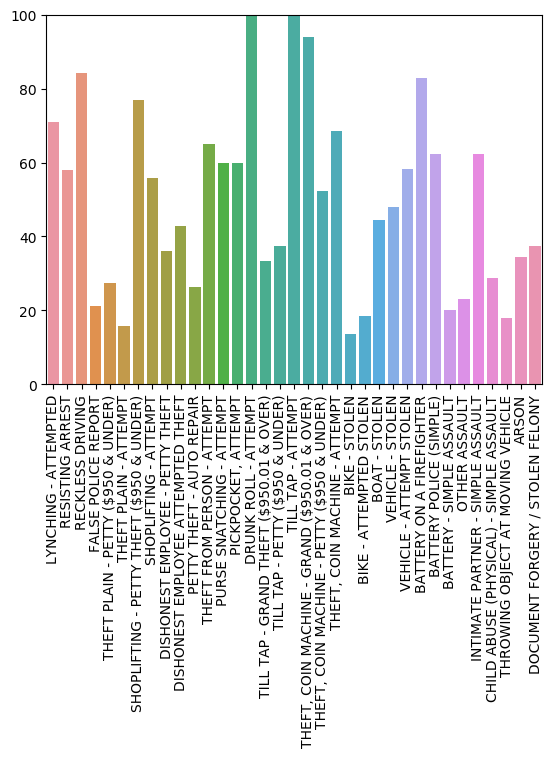 100
80
60
40
20
0
LYNCHING - ATTEMPTED
RESISTING ARREST
RECKLESS DRIVING
FALSE POLICE REPORT
THEFT PLAIN - PETTY ($950 & UNDER)
THEFT PLAIN - ATTEMPT
SHOPLIFTING - PETTY THEFT ($950 & UNDER)
SHOPLIFTING - ATTEMPT
DISHONEST EMPLOYEE - PETTY THEFT
DISHONEST EMPLOYEE ATTEMPTED THEFT
PETTY THEFT - AUTO REPAIR
THEFT FROM PERSON - ATTEMPT
PURSE SNATCHING - ATTEMPT
PICKPOCKET, ATTEMPT
DRUNK ROLL - ATTEMPT
TILL TAP - GRAND THEFT ($950.01 & OVER)
TILL TAP - PETTY ($950 & UNDER)
TILL TAP - ATTEMPT
THEFT, COIN MACHINE - GRAND ($950.01 & OVER)
THEFT, COIN MACHINE - PETTY ($950 & UNDER)
THEFT, COIN MACHINE - ATTEMPT
BIKE - STOLEN
BIKE - ATTEMPTED STOLEN
BOAT - STOLEN
VEHICLE - STOLEN
VEHICLE - ATTEMPT STOLEN
BATTERY ON A FIREFIGHTER
BATTERY POLICE (SIMPLE)
BATTERY - SIMPLE ASSAULT
OTHER ASSAULT
INTIMATE PARTNER - SIMPLE ASSAULT
CHILD ABUSE (PHYSICAL) - SIMPLE ASSAULT
THROWING OBJECT AT MOVING VEHICLE
ARSON
DOCUMENT FORGERY / STOLEN FELONY